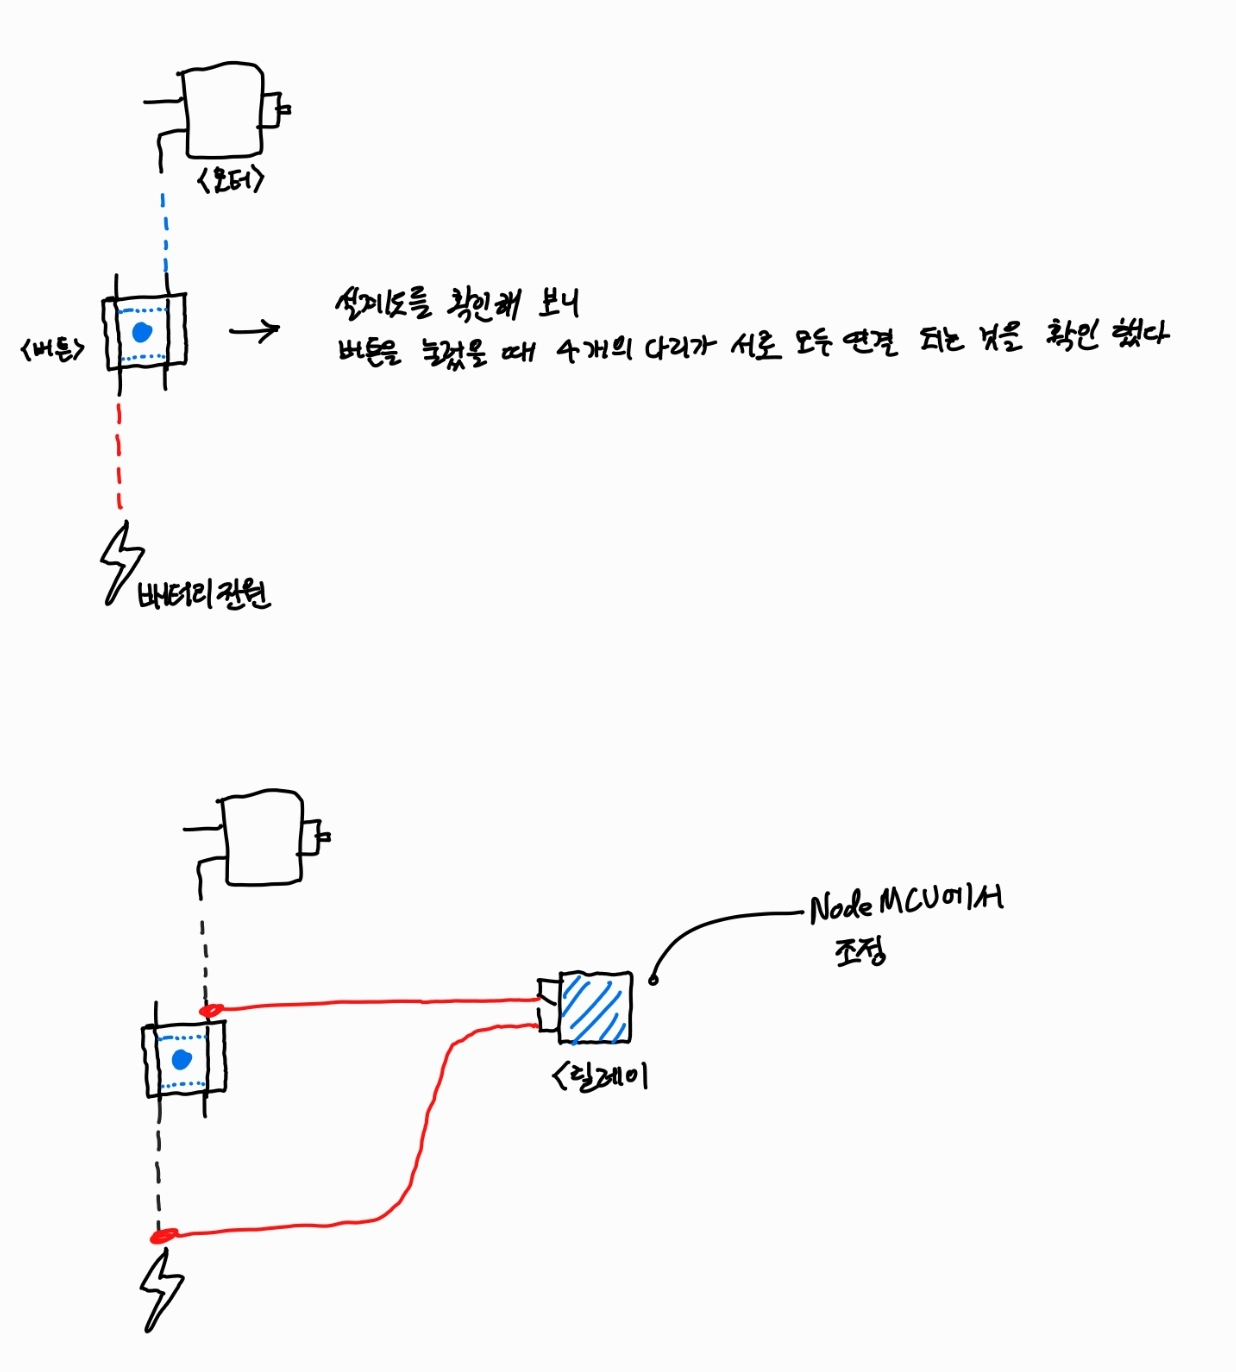 <모터>
설계도를 확인해 보니
<버튼>
버튼을 눌렀을 때 4개의 다리가 서로 모두 연결 되는 것을 확인 했다
배터리전원
Node MCU에서
조정
<릴레이